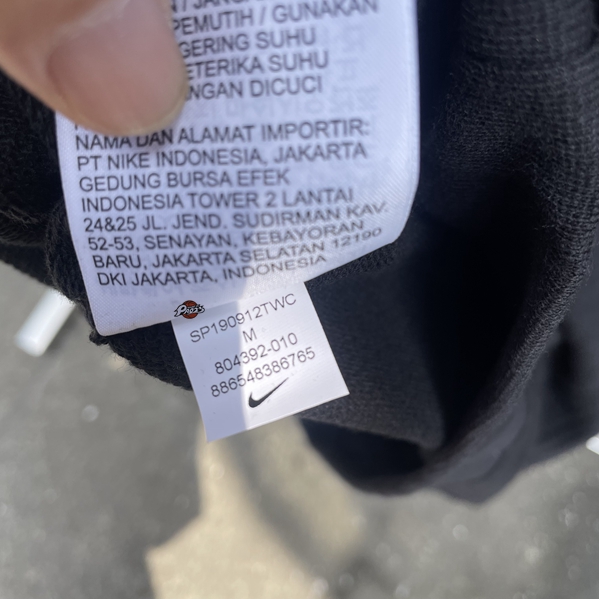 PEMUTIH / GUNAKAN
GERING SUHU
ETERIKA SUHU
NGAN DICUCI
NAMA DAN ALAMAT IMPORTIR:
PT NIKE INDONESIA, JAKARTA
GEDUNG BURSA EFEK
INDONESIA TOWER 2 LANTAI
24&25 JL. JEND. SUDIRMAN KAV.
52-53, SENAYAN, KEBAYORAN
BARU, JAKARTA SELATAN 12190
DKI JAKARTA, INDONESIA
SP190912TWC
M
804392-010
886548386765